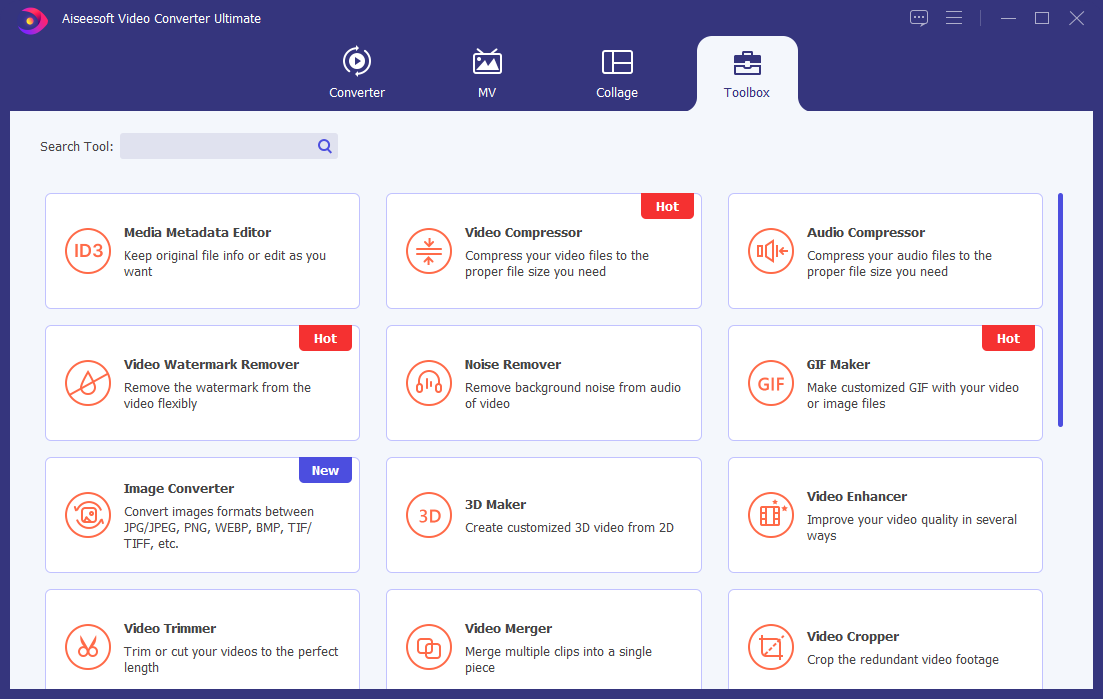 Aiseesoft Video Converter Ultimate
Converter
MV
Collage
Toolbox
Search Tool:
ID3
Media Metadata Editor
Keep original file info or edit as you
want
Hot
Video Compressor
Compress your video files to the
proper file size you need
Audio Compressor
Compress your audio files to the
proper file size you need
Hot
Video Watermark Remover
Remove the watermark from the
video flexibly
Noise Remover
Remove background noise from audio
of video
Hot
GIF
GIF Maker
Make customized GIF with your video
or image files
New
Image Converter
Convert images formats between
JPG/JPEG, PNG, WEBP, BMP, TIF/
TIFF, etc.
3D
3D Maker
Create customized 3D video from 2D
Video Enhancer
Improve your video quality in several
ways
Video Trimmer
Trim or cut your videos to the perfect
length
Video Merger
Merge multiple clips into a single
piece
Video Cropper
Crop the redundant video footage